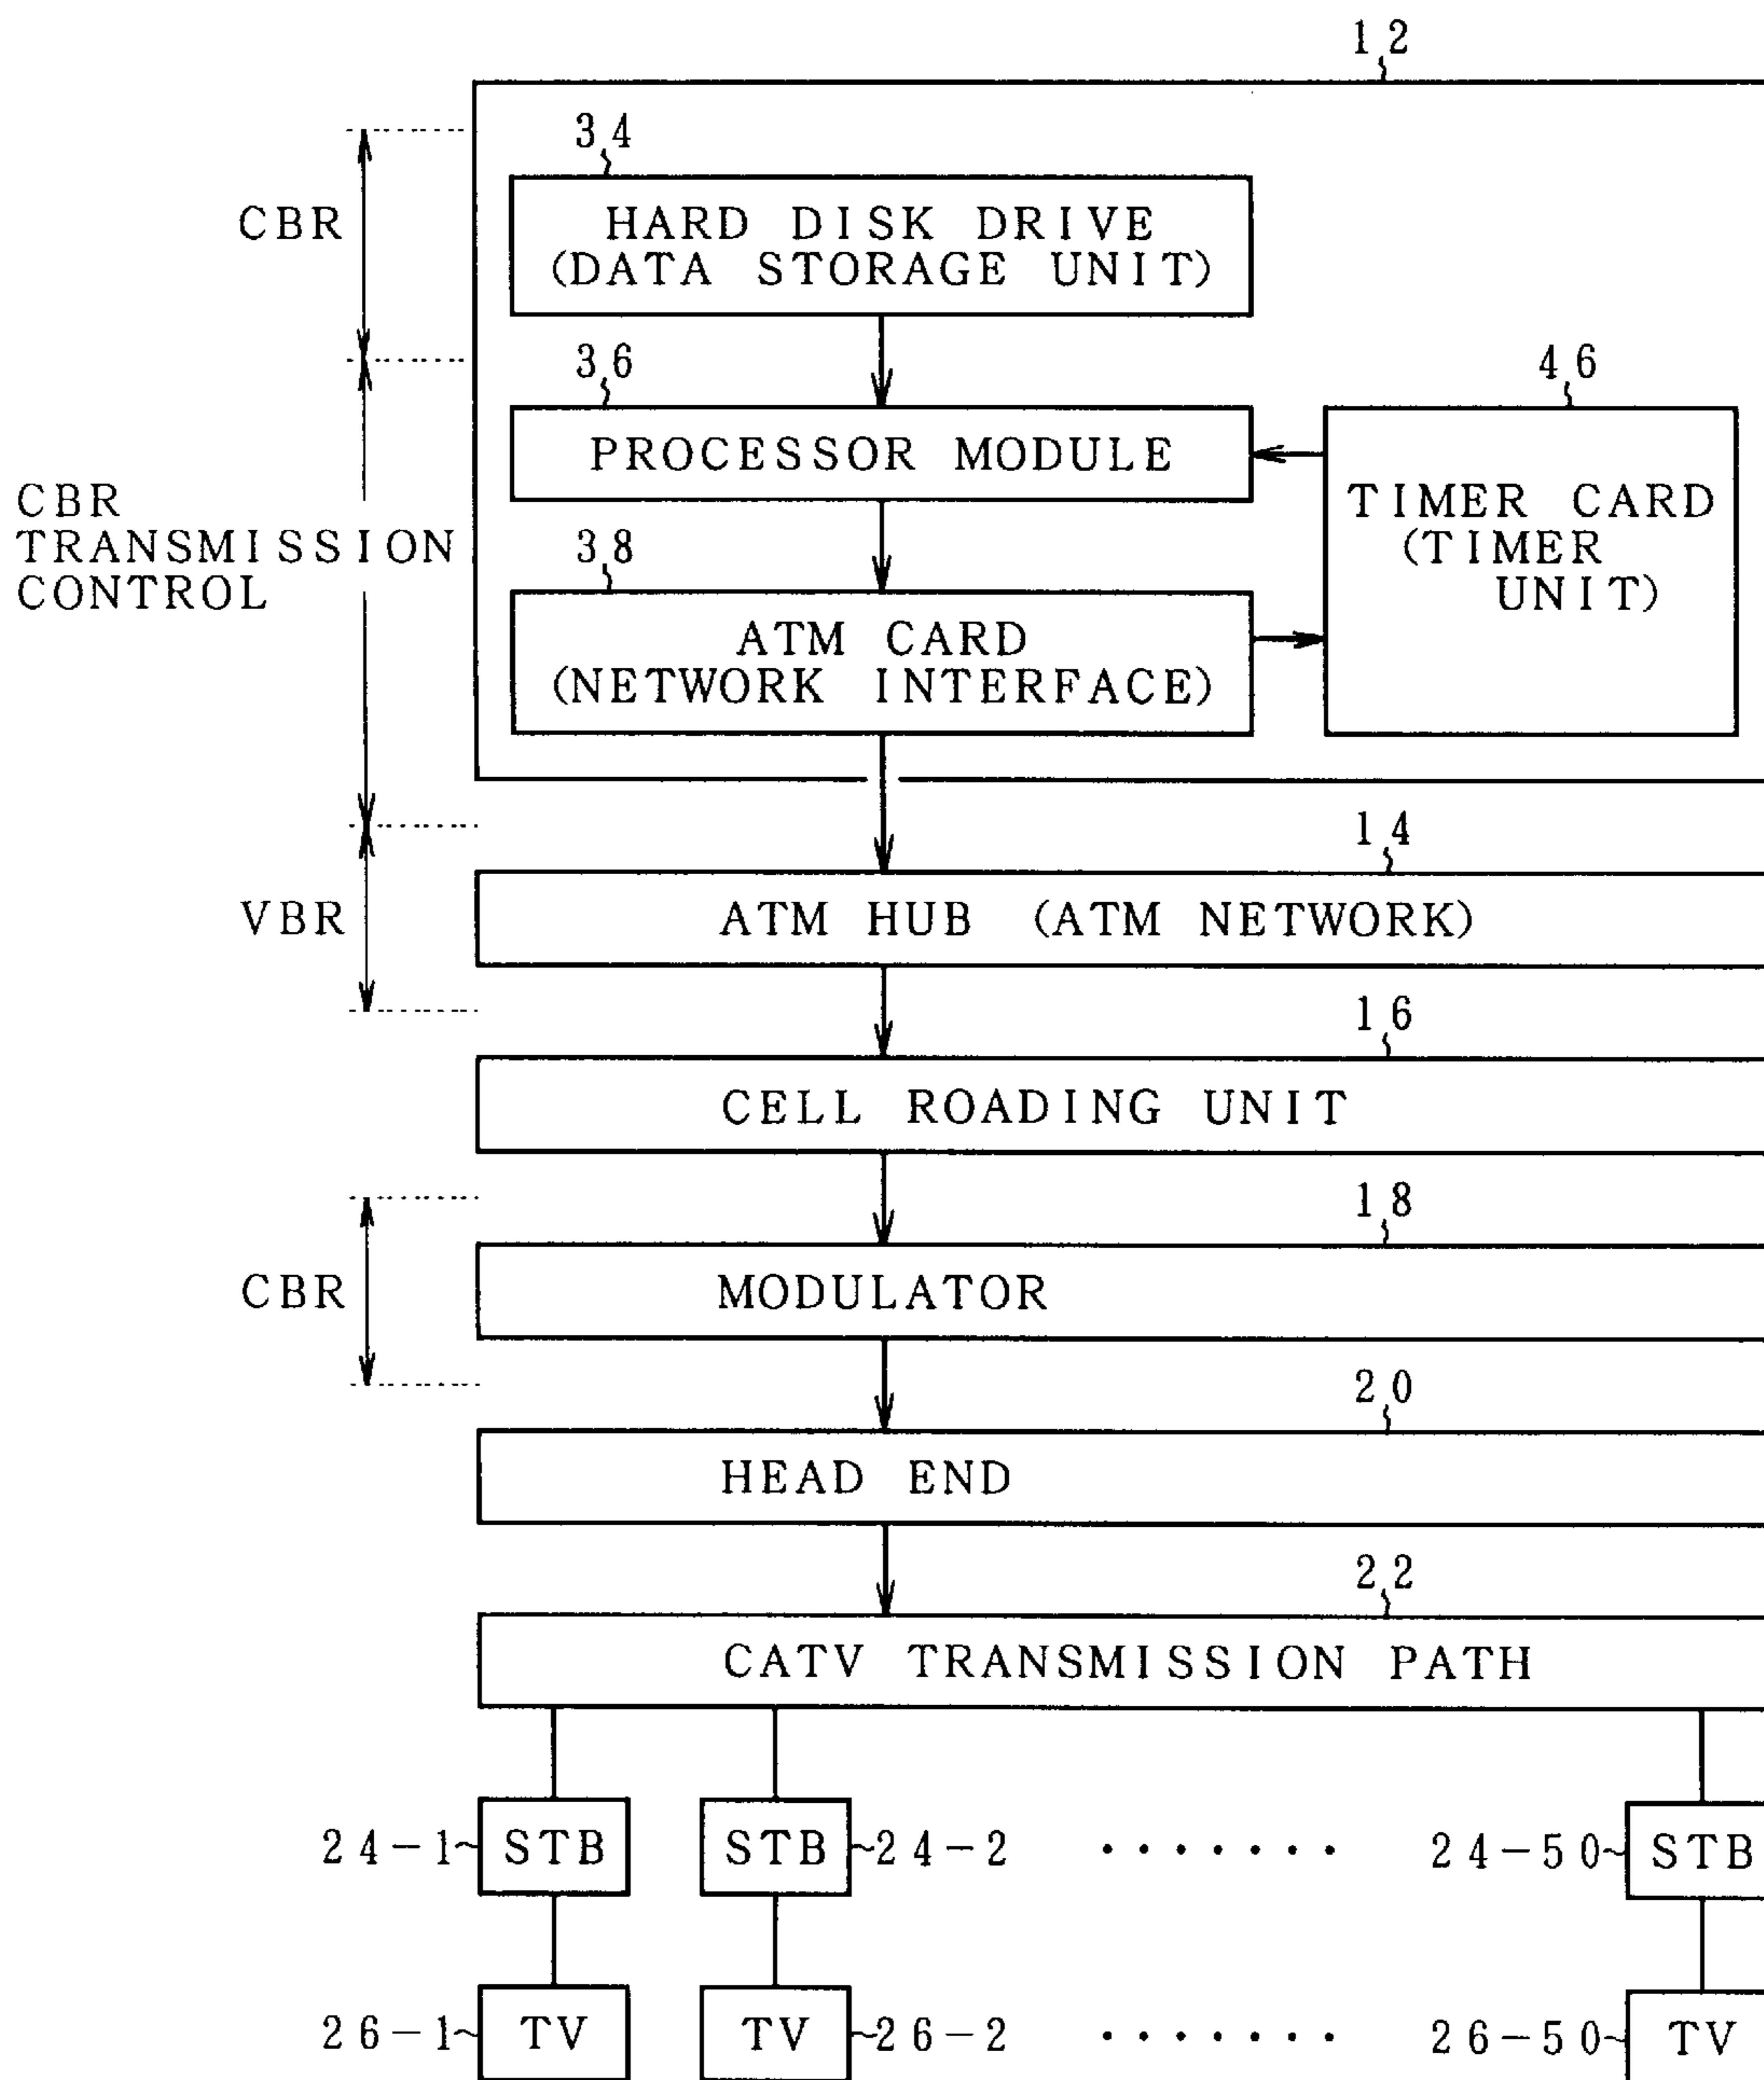 12
34
HARD DISK DRIVE
(DATA STORAGE UNIT)
CBR
36
PROCESSOR MODULE
46
TIMER CARD
(TIMER
UNIT)
CBR
TRANSMISSION
CONTROL
38
ATM CARD
(NETWORK INTERFACE)
14
VBR
ATM HUB (ATM NETWORK)
16
CELL ROADING UNIT
18
CBR
MODULATOR
20
HEAD END
22
CATV TRANSMISSION PATH
24-1 STB STB 24-2 ....... 24-50 STB
26-1 TV TV 26-2 ....... 26-50 TV